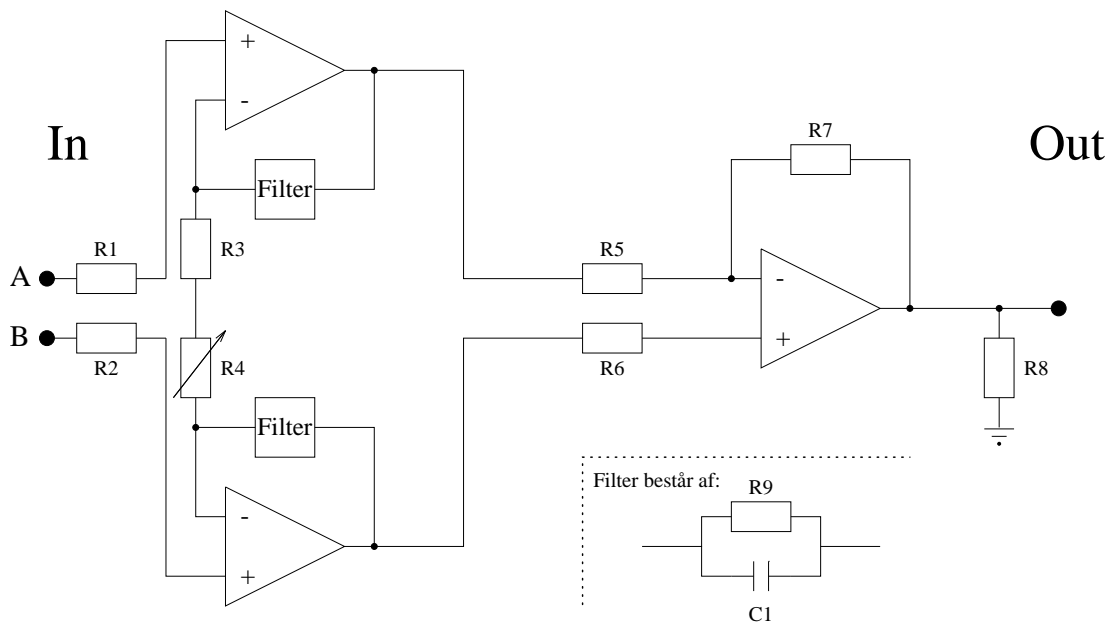 In
Out
+
-
Filter
R7
R1
R3
A
R5
-
B
R2
R4
R6
+
R8
Filter
-
+
Filter består af:
R9
C1